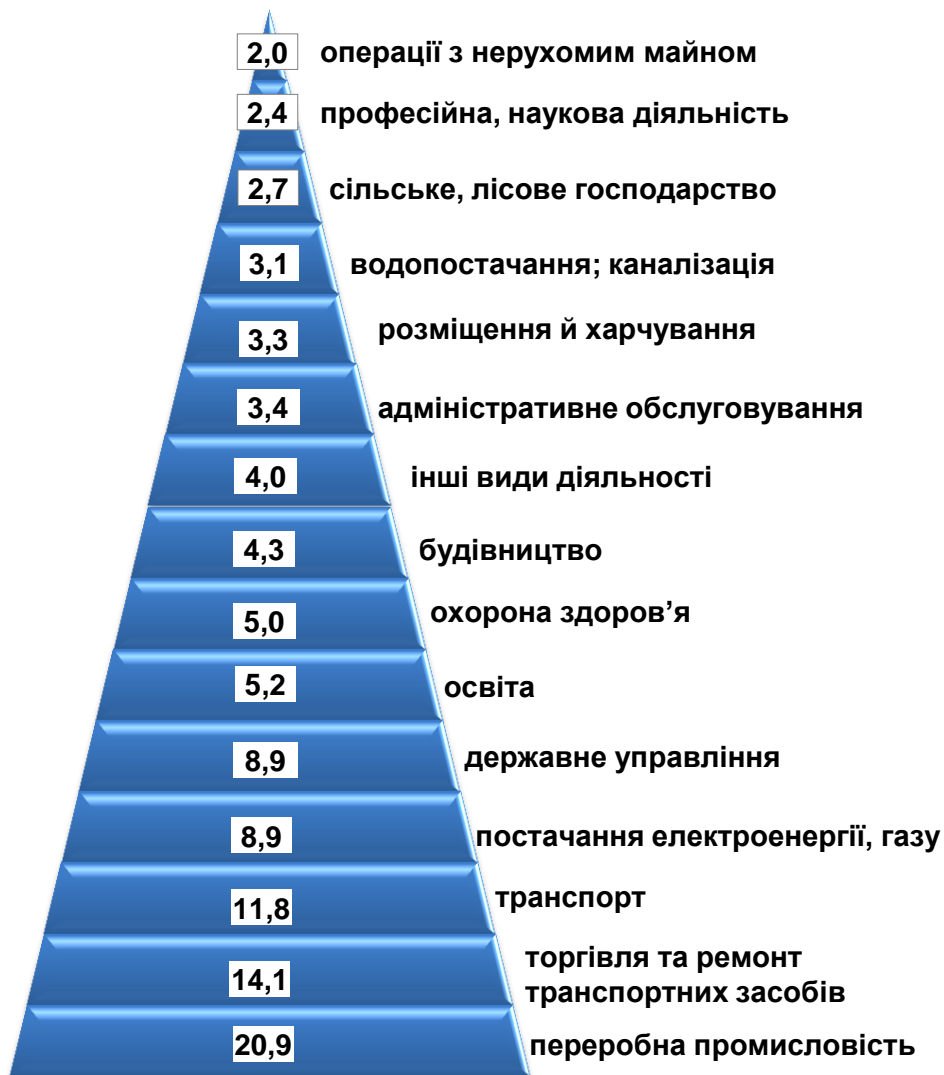 2,0 операції з нерухомим майном
2,4 професійна, наукова діяльність
2,7 сільське, лісове господарство
3,1 водопостачання; каналізація
3,3 розміщення й харчування
3,4 адміністративне обслуговування
4,0 інші види діяльності
4,3 будівництво
5,0 охорона здоров’я
5,2 освіта
8,9 державне управління
8,9 постачання електроенергії, газу
11,8 транспорт
14,1 торгівля та ремонт
транспортних засобів
20,9 переробна промисловість